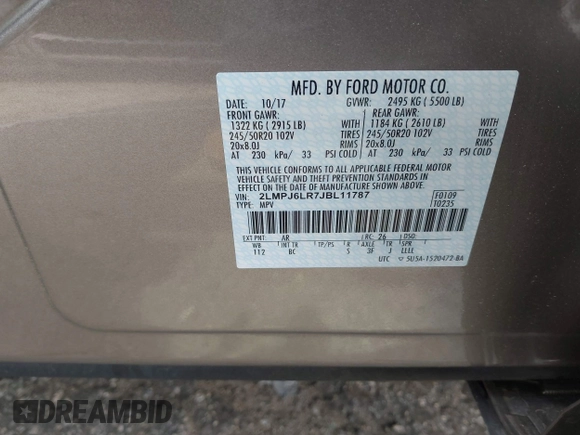 MFD. BY FORD MOTOR CO.
DATE: 10/17 GVWR: 2495 KG ( 5500 LB)
FRONT GAWR: REAR GAWR:
1322 KG ( 2915 LB) WITH 1184 KG ( 2610 LB) WITH
245/50R20 102V TIRES 245/50R20 102V TIRES
20x8.0J RIMS 20x8.0J RIMS
AT 230 kPa/ 33 PSI COLD AT 230 kPa/ 33 PSI COLD
THIS VEHICLE CONFORMS TO ALL APPLICABLE FEDERAL MOTOR
VEHICLE SAFETY AND THEFT PREVENTION STANDARDS IN
EFFECT ON THE DATE OF MANUFACTURE SHOWN ABOVE.
VIN: 2LMPJ6LR7JBL11787 F0109
TYPE: MPV T0235
EXT PNT: AR RC: 26 DSO:
WB INT TR TP/PS R AXLE TR SPR
112 BC 5 3F J LLLL
UTC ▽ 5U5A-1520472-BA
DREAMBID